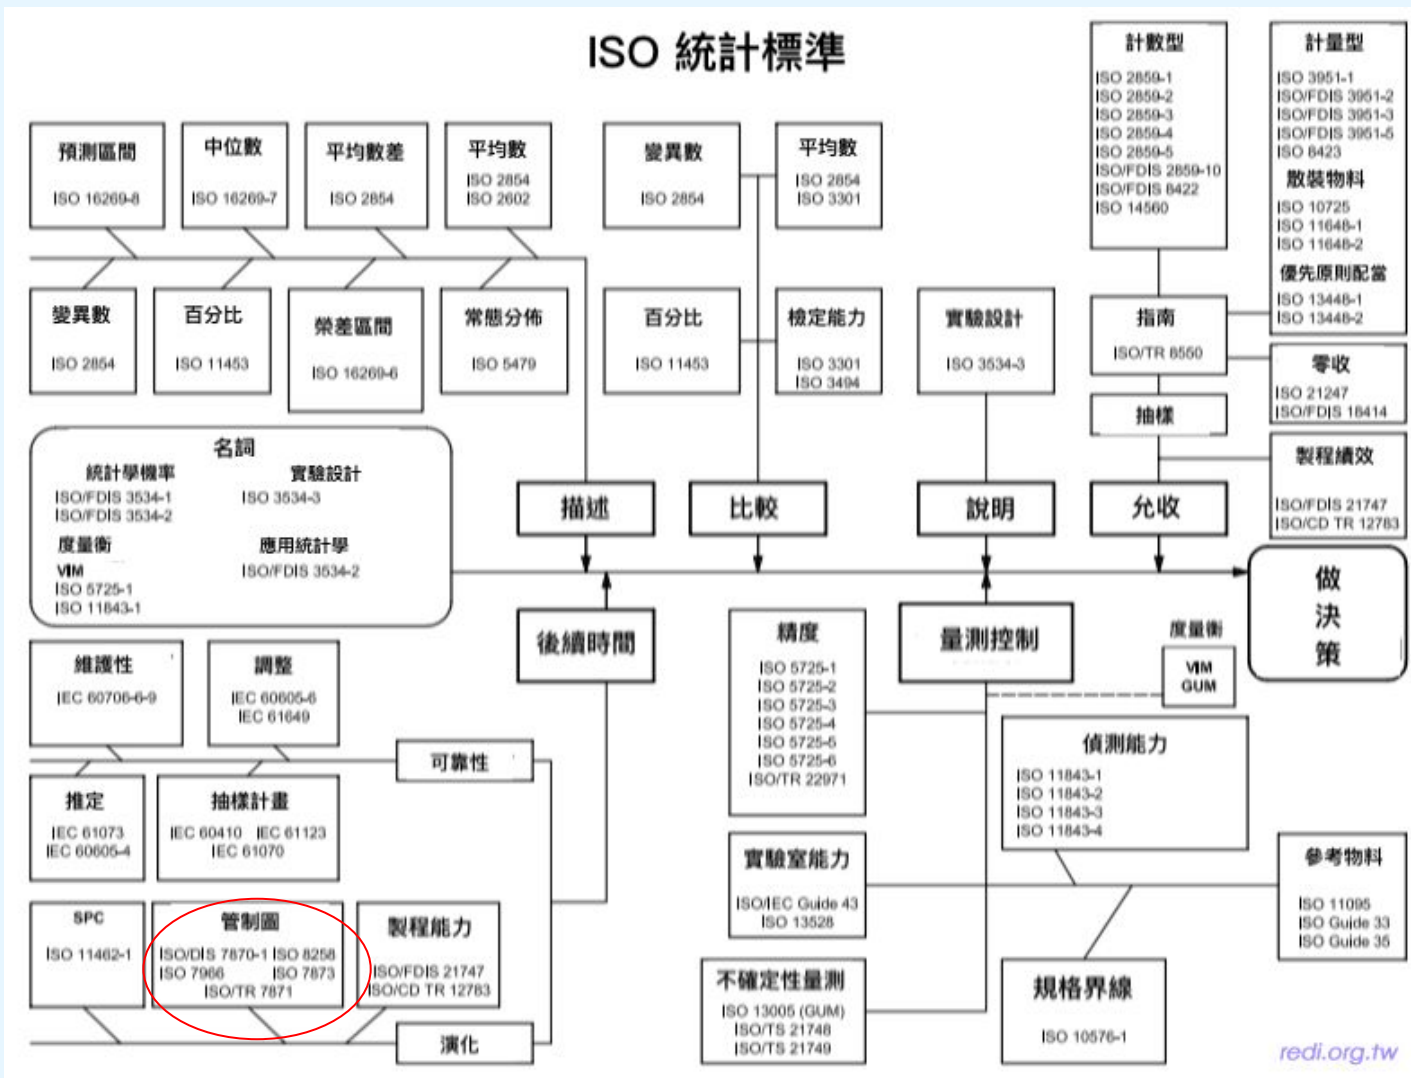 ISO 統計標準
預測區間
ISO 16269-8
中位數
ISO 16269-7
平均數差
ISO 2854
平均數
ISO 2854
ISO 2602
變異數
ISO 2854
平均數
ISO 2854
ISO 3301
計數型
ISO 2859-1
ISO 2859-2
ISO 2859-3
ISO 2859-4
ISO 2859-5
ISO/FDIS 2859-10
ISO/FDIS 8422
ISO 14560
計量型
ISO 3951-1
ISO/FDIS 3951-2
ISO/FDIS 3951-3
ISO/FDIS 3951-5
ISO 8423
散裝物料
ISO 10725
ISO 11648-1
ISO 11648-2
優先原則配當
ISO 13448-1
ISO 13448-2
變異數
ISO 2854
百分比
ISO 11453
榮差區間
ISO 16269-6
常態分佈
ISO 5479
百分比
ISO 11453
檢定能力
ISO 3301
ISO 3494
實驗設計
ISO 3534-3
指南
ISO/TR 8550
抽樣
零收
ISO 21247
ISO/FDIS 18414
製程績效
ISO/FDIS 21747
ISO/CD TR 12783
名詞
統計學機率
ISO/FDIS 3534-1
ISO/FDIS 3534-2
實驗設計
ISO 3534-3
度量衡
VIM
ISO 5725-1
ISO 11843-1
應用統計學
ISO/FDIS 3534-2
描述
比較
說明
允收
做
決
策
後續時間
精度
ISO 5725-1
ISO 5725-2
ISO 5725-3
ISO 5725-4
ISO 5725-5
ISO 5725-6
ISO/TR 22971
量測控制
度量衡
VIM
GUM
維護性
IEC 60706-6-9
調整
IEC 60605-6
IEC 61649
可靠性
推定
IEC 61073
IEC 60605-4
抽樣計畫
IEC 60410 IEC 61123
IEC 61070
偵測能力
ISO 11843-1
ISO 11843-2
ISO 11843-3
ISO 11843-4
實驗室能力
ISO/IEC Guide 43
ISO 13528
參考物料
ISO 11095
ISO Guide 33
ISO Guide 35
SPC
ISO 11462-1
管制圖
ISO/DIS 7870-1 ISO 8258
ISO 7966 ISO 7873
ISO/TR 7871
製程能力
ISO/FDIS 21747
ISO/CD TR 12783
演化
不確定性量測
ISO 13005 (GUM)
ISO/TS 21748
ISO/TS 21749
規格界線
ISO 10576-1
redi.org.tw